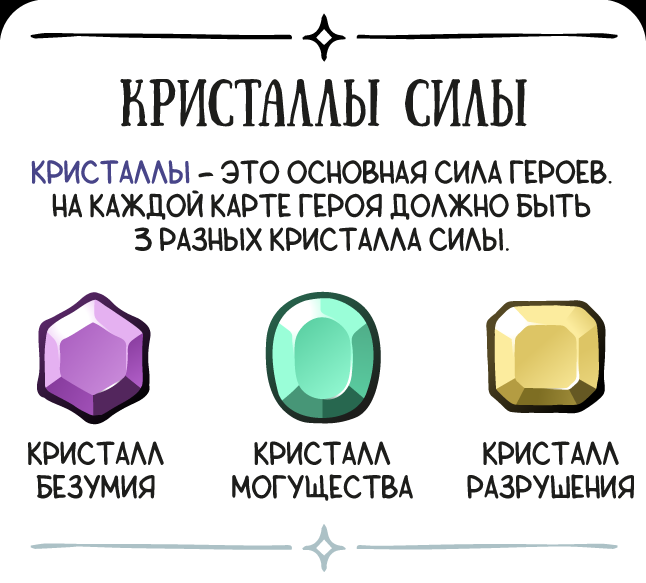 КРИСТАЛЛЫ СИЛЫ
КРИСТАЛЛЫ – ЭТО ОСНОВНАЯ СИЛА ГЕРОЕВ.
НА КАЖДОЙ КАРТЕ ГЕРОЯ ДОЛЖНО БЫТЬ
3 РАЗНЫХ КРИСТАЛЛА СИЛЫ.
КРИСТАЛЛ БЕЗУМИЯ
КРИСТАЛЛ МОГУЩЕСТВА
КРИСТАЛЛ РАЗРУШЕНИЯ